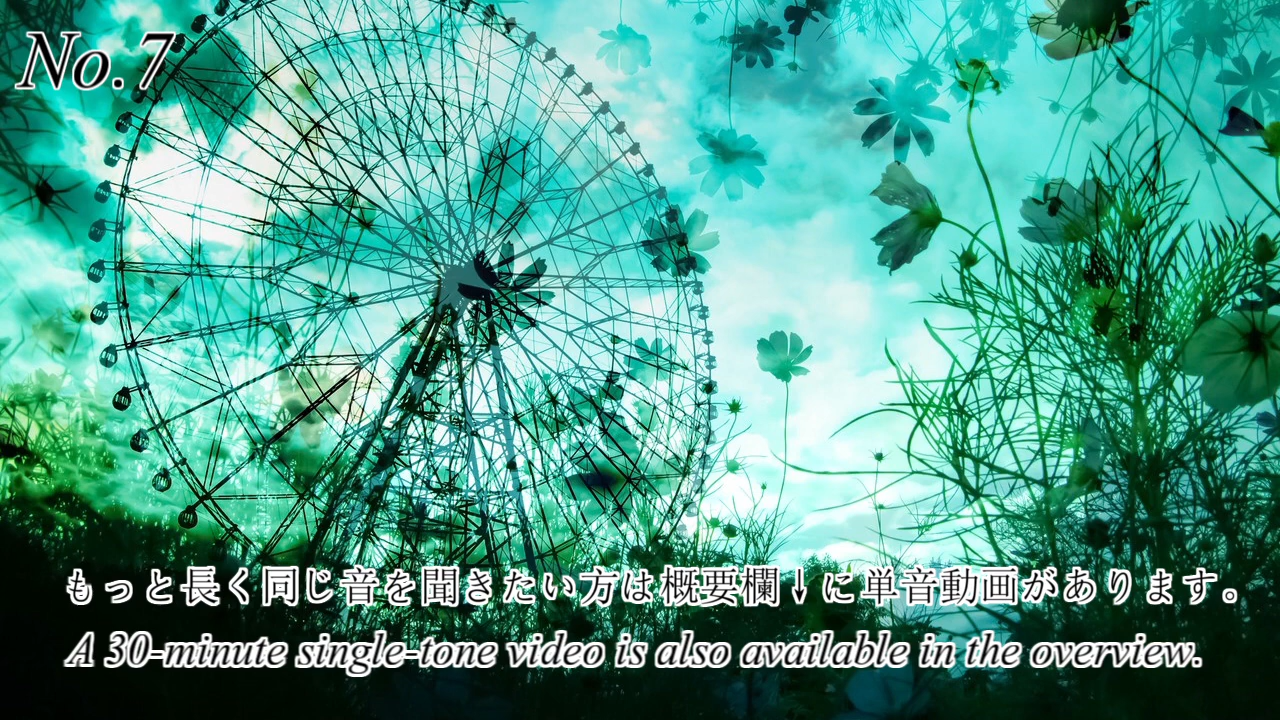 No.7
もっと長く同じ音を聞きたい方は概要欄↓に単音動画があります。
A 30-minute single-tone video is also available in the overview.